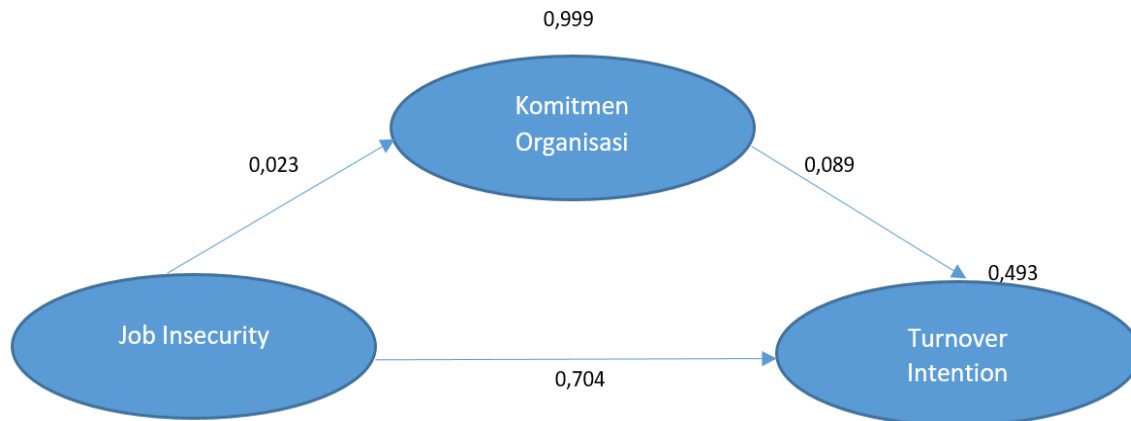 0,999
Komitmen
Organisasi
0,023
0,089
0,493
Job Insecurity
Turnover
Intention
0,704